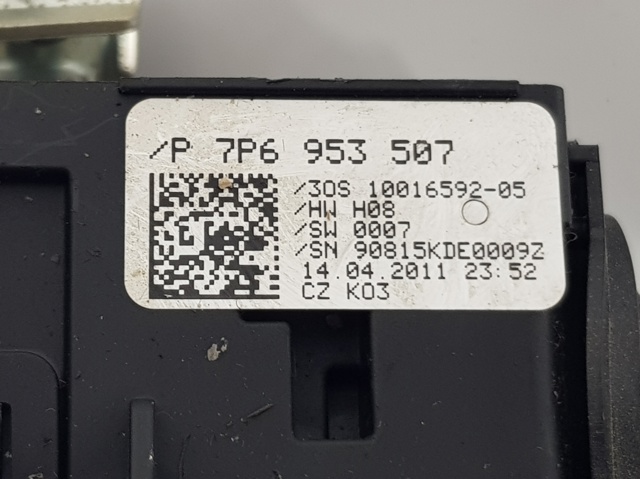 /P 7P6 953 507
/3OS 10016592-05
/HW H08
/SW 0007
/SN 90815KDE0009Z
14.04.2011 23:52
CZ K03